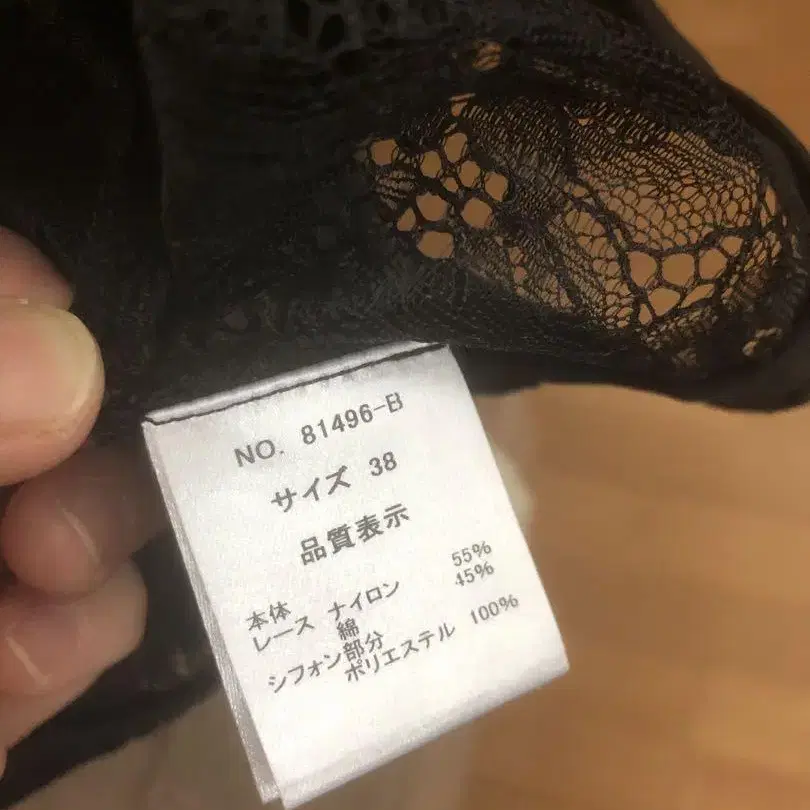 NO. 81496-B
サイズ 38
品質表示
本体
レース ナイロン 55%
綿 45%
シフォン部分
ポリエステル 100%